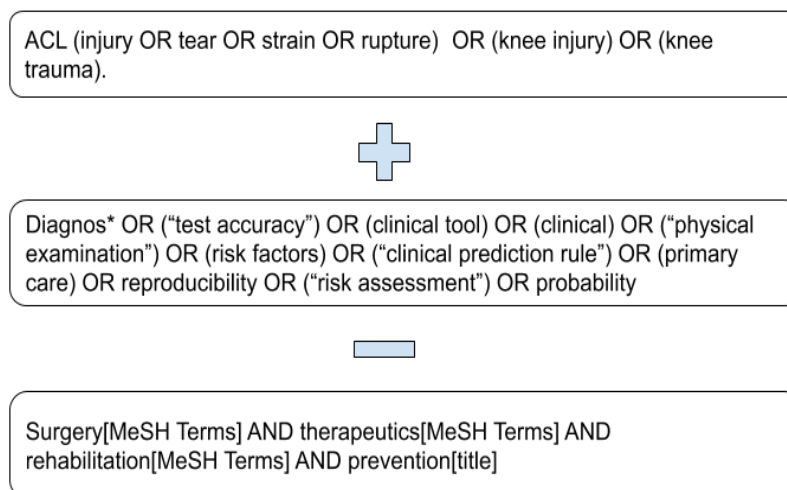 ACL (injury OR tear OR strain OR rupture)  OR (knee injury) OR (knee
trauma).
Diagnos* OR (“test accuracy”) OR (clinical tool) OR (clinical) OR (“physical
examination”) OR (risk factors) OR (“clinical prediction rule”) OR (primary
care) OR reproducibility OR (“risk assessment”) OR probability
Surgery[MeSH Terms] AND therapeutics[MeSH Terms] AND
rehabilitation[MeSH Terms] AND prevention[title]